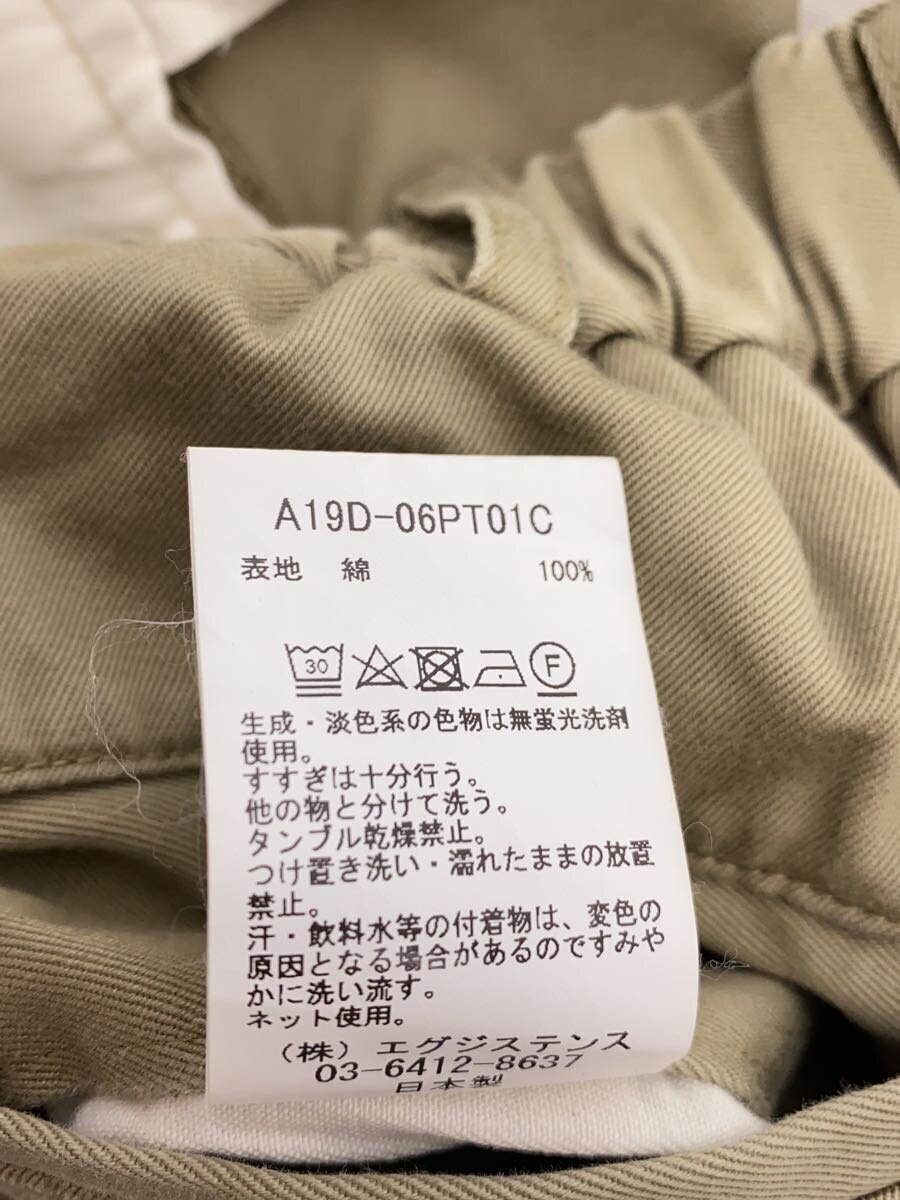 A19D-06PT01C
表地 綿 100%
30 F
生成・淡色系の色物は無蛍光洗剤
使用。
すすぎは十分行う。
他の物と分けて洗う。
タンブル乾燥禁止。
つけ置き洗い・濡れたままの放置
禁止。
汗・飲料水等の付着物は、変色の
原因となる場合があるのですみや
かに洗い流す。
ネット使用。
(株) エグジステンス
03-6412-8637
日本製